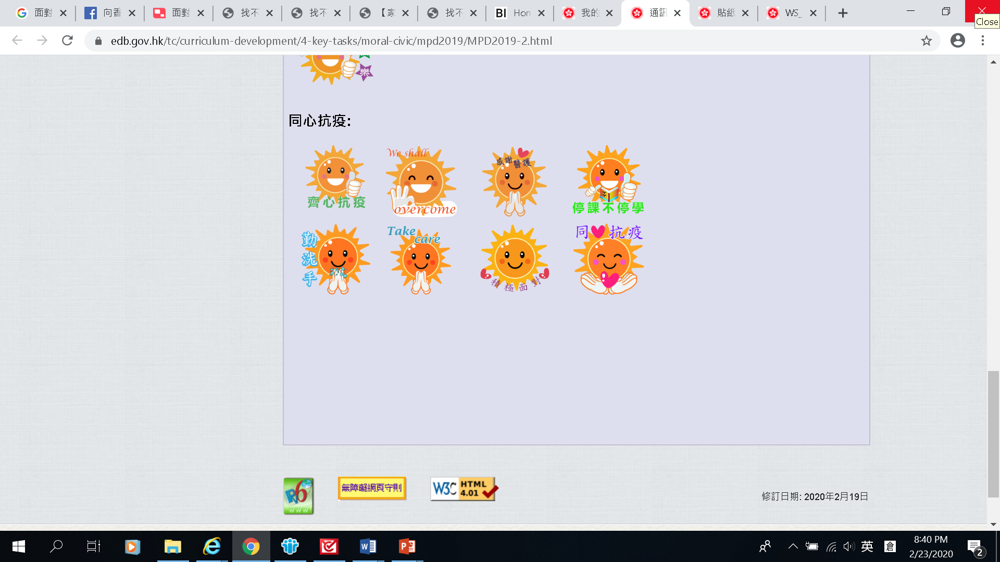 面對
向香
面對
找不
找不
【家
找不
BI Hon
我的
通訊
貼紙
WS_
Close
edb.gov.hk/tc/curriculum-development/4-key-tasks/moral-civic/mpd2019/MPD2019-2.html
樂
同心抗疫:
齊心抗疫
We shall
overcome
感謝
醫護
停課不停學
勤洗手
Take
care
積極面對
同 抗疫
R6
WWW
無障礙網頁守則
W3C HTML
4.01
修訂日期: 2020年2月19日
英
倉
8:40 PM
2/23/2020
2